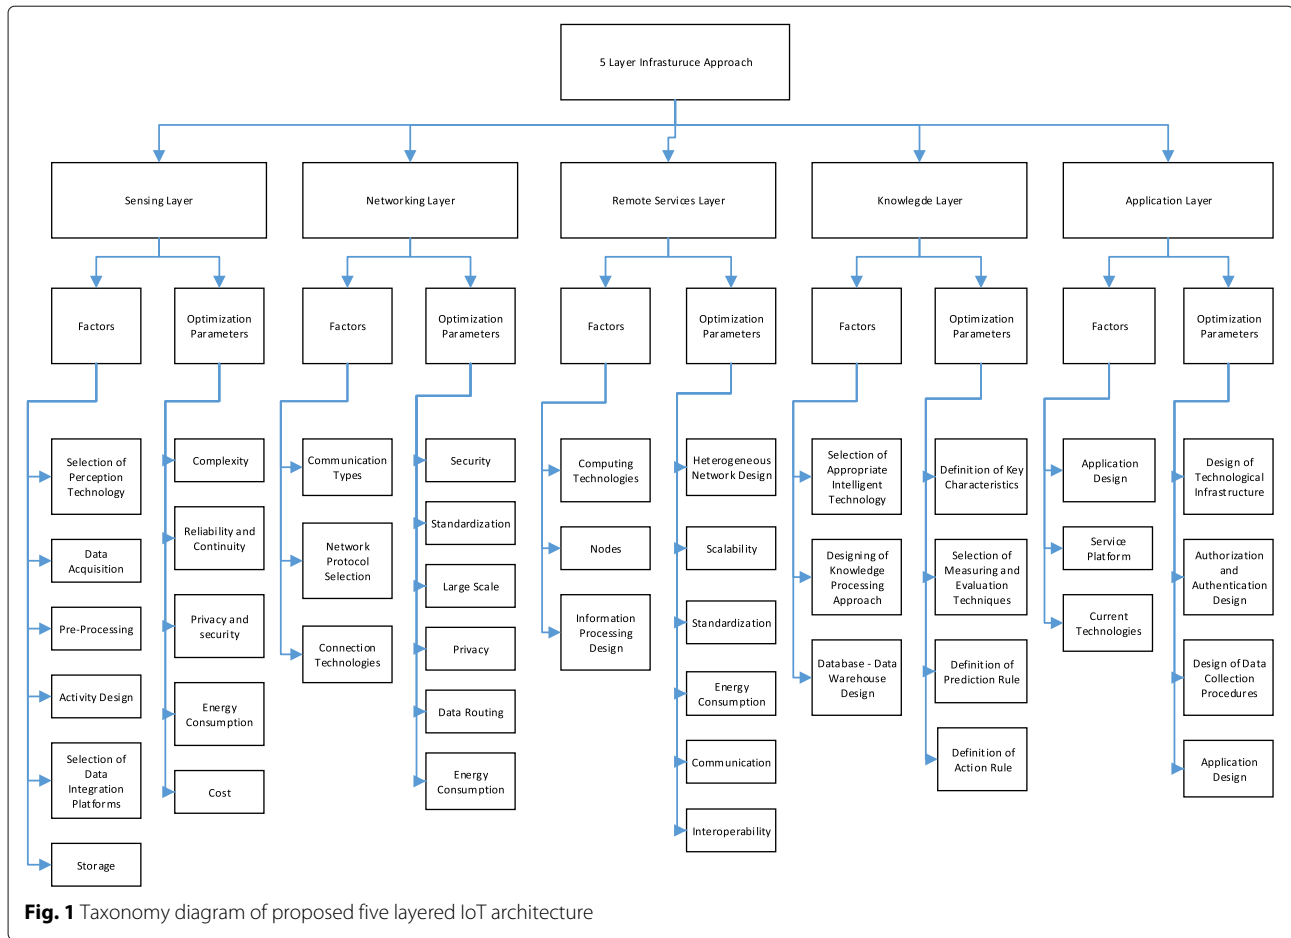 5 Layer Infrasturuce Approach
Sensing Layer
Networking Layer
Remote Services Layer
Knowlegde Layer
Application Layer
Factors
Optimization
Parameters
Factors
Optimization
Parameters
Factors
Optimization
Parameters
Factors
Optimization
Parameters
Factors
Optimization
Parameters
Selection of
Perception
Technology
Data
Acquisition
Pre-Processing
Activity Design
Selection of
Data
Integration
Platforms
Storage
Complexity
Reliability and
Continuity
Privacy and
security
Energy
Consumption
Cost
Communication
Types
Network
Protocol
Selection
Connection
Technologies
Security
Standardization
Large Scale
Privacy
Data Routing
Energy
Consumption
Computing
Technologies
Nodes
Information
Processing
Design
Heterogeneous
Network Design
Scalability
Standardization
Energy
Consumption
Communication
Interoperability
Selection of
Appropriate
Intelligent
Technology
Designing of
Knowledge
Processing
Approach
Database - Data
Warehouse
Design
Definition of Key
Characteristics
Selection of
Measuring and
Evaluation
Techniques
Definition of
Prediction Rule
Definition of
Action Rule
Application
Design
Service
Platform
Current
Technologies
Design of
Technological
Infrastructure
Authorization
and
Authentication
Design
Design of Data
Collection
Procedures
Application
Design
Fig. 1 Taxonomy diagram of proposed five layered IoT architecture